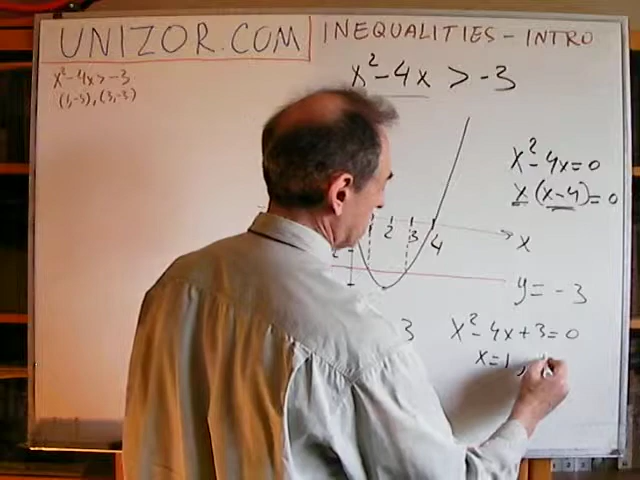 UNIZOR.COM
INEQUALITIES - INTRO
x²-4x>-3
(1,-3),(3,-3)
x²-4x > -3
x²-4x=0
x(x-4)=0
2 3 4 x
y = -3
3
x²-4x+3=0
x=1,